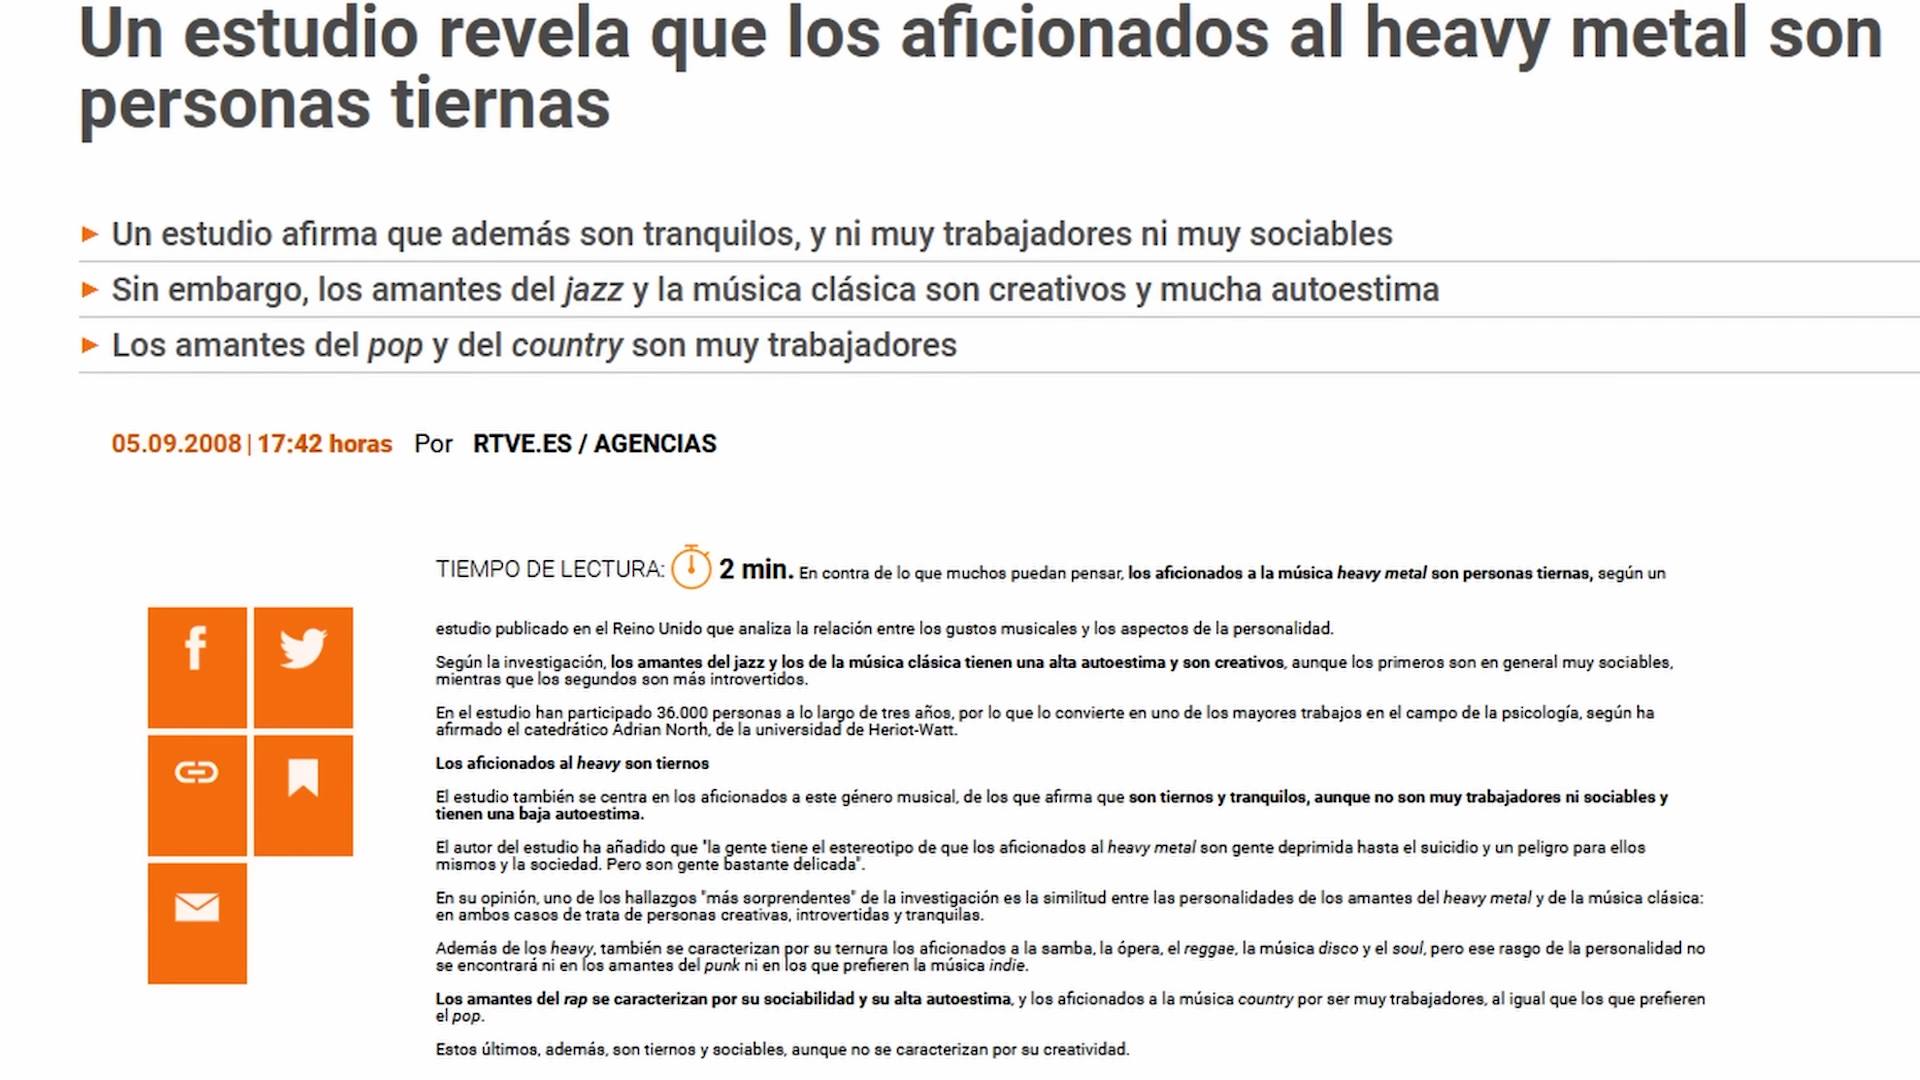 Un estudio revela que los aficionados al heavy metal son
personas tiernas
Un estudio afirma que además son tranquilos, y ni muy trabajadores ni muy sociables
Sin embargo, los amantes del jazz y la música clásica son creativos y mucha autoestima
Los amantes del pop y del country son muy trabajadores
05.09.2008 | 17:42 horas Por RTVE.ES / AGENCIAS
TIEMPO DE LECTURA: 2 min. En contra de lo que muchos puedan pensar, los aficionados a la música heavy metal son personas tiernas, según un
estudio publicado en el Reino Unido que analiza la relación entre los gustos musicales y los aspectos de la personalidad.
Según la investigación, los amantes del jazz y los de la música clásica tienen una alta autoestima y son creativos, aunque los primeros son en general muy sociables,
mientras que los segundos son más introvertidos.
En el estudio han participado 36.000 personas a lo largo de tres años, por lo que lo convierte en uno de los mayores trabajos en el campo de la psicología, según ha
afirmado el catedrático Adrian North, de la universidad de Heriot-Watt.
Los aficionados al heavy son tiernos
El estudio también se centra en los aficionados a este género musical, de los que afirma que son tiernos y tranquilos, aunque no son muy trabajadores ni sociables y
tienen una baja autoestima.
El autor del estudio ha añadido que "la gente tiene el estereotipo de que los aficionados al heavy metal son gente deprimida hasta el suicidio y un peligro para ellos
mismos y la sociedad. Pero son gente bastante delicada".
En su opinión, uno de los hallazgos "más sorprendentes" de la investigación es la similitud entre las personalidades de los amantes del heavy metal y de la música clásica:
en ambos casos de trata de personas creativas, introvertidas y tranquilas.
Además de los heavy, también se caracterizan por su ternura los aficionados a la samba, la ópera, el reggae, la música disco y el soul, pero ese rasgo de la personalidad no
se encontrará ni en los amantes del punk ni en los que prefieren la música indie.
Los amantes del rap se caracterizan por su sociabilidad y su alta autoestima, y los aficionados a la música country por ser muy trabajadores, al igual que los que prefieren
el pop.
Estos últimos, además, son tiernos y sociables, aunque no se caracterizan por su creatividad.